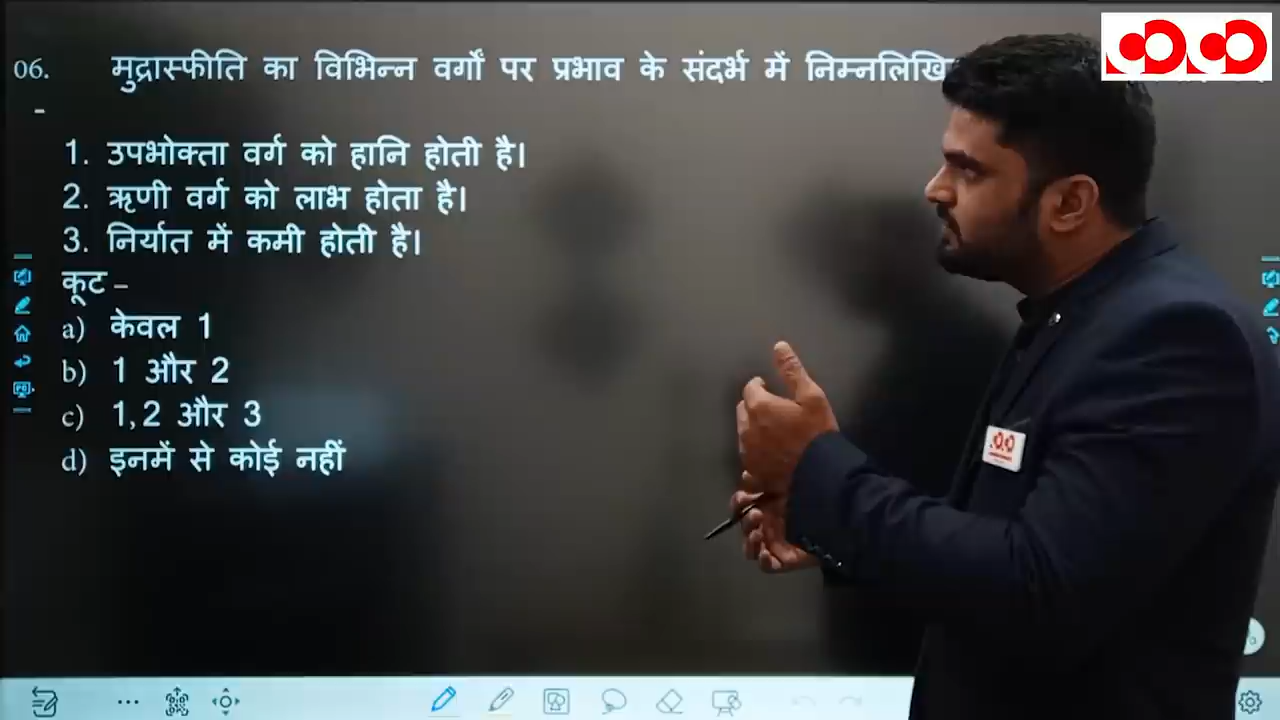 06. मुद्रास्फीति का विभिन्न वर्गों पर प्रभाव के संदर्भ में
-
1. उपभोक्ता वर्ग को हानि होती है।
2. ऋणी वर्ग को लाभ होता है।
3. निर्यात में कमी होती है।
कूट –
a) केवल 1
b) 1 और 2
c) 1,2 और 3
d) इनमें से कोई नहीं